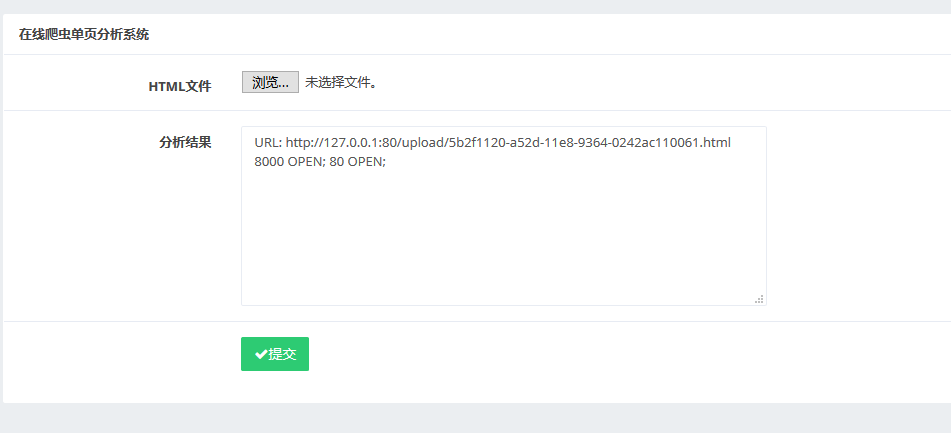 在线爬虫单页分析系统
HTML文件
浏览... 未选择文件。
分析结果
URL: http://127.0.0.1:80/upload/5b2f1120-a52d-11e8-9364-0242ac110061.html
8000 OPEN; 80 OPEN;
提交